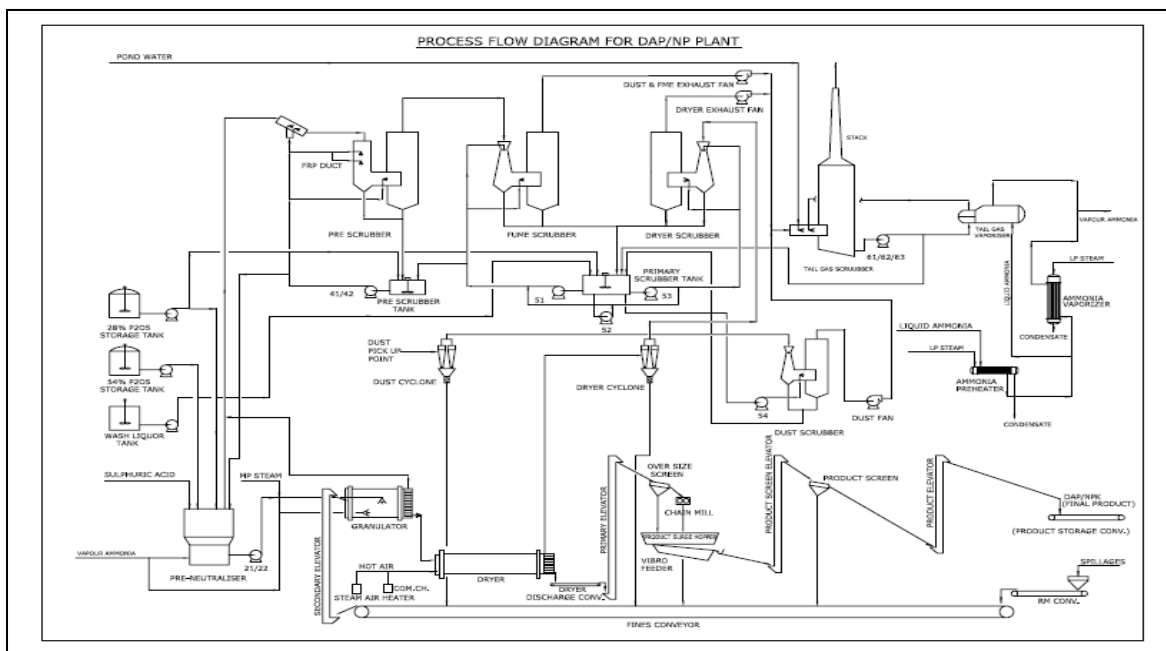 PROCESS FLOW DIAGRAM FOR DAP/NP PLANT
POND WATER
DUST & FME EXHAUST FAN
DRYER EXHAUST FAN
STACK
FRP DUCT
PRE SCRUBBER
FUME SCRUBBER
DRYER SCRUBBER
TAIL GAS
VAPORISER
VAPOUR AMMONIA
61/62/63
TAIL GAS SCRUUBBER
LP STEAM
LIQUID AMMONIA
AMMONIA
VAPORIZER
CONDENSATE
41/42
PRE SCRUBBER
TANK
PRIMARY
SCRUBBER TANK
51
53
52
28% P2O5
STORAGE TANK
54% P2O5
STORAGE TANK
WASH LIQUOR
TANK
DUST
PICK UP
POINT
DUST CYCLONE
DRYER CYCLONE
54
DUST SCRUBBER
DUST FAN
LIQUID AMMONIA
LP STEAM
AMMONIA
PREHEATER
CONDENSATE
SULPHURIC ACID
MP STEAM
GRANULATOR
VAPOUR AMMONIA
PRE-NEUTRALISER
21/22
SECONDARY ELEVATOR
HOT AIR
STEAM AIR HEATER
COM.CH.
DRYER
DRYER
DISCHARGE CONV.
PRIMARY ELEVATOR
OVER SIZE
SCREEN
CHAIN MILL
PRODUCT SURGE HOPPER
VIBRO
FEEDER
PRODUCT SCREEN ELEVATOR
PRODUCT SCREEN
PRODUCT ELEVATOR
DAP/NPK
(FINAL PRODUCT)
(PRODUCT STORAGE CONV.)
SPILLAGES
RM CONV.
FINES CONVEYOR